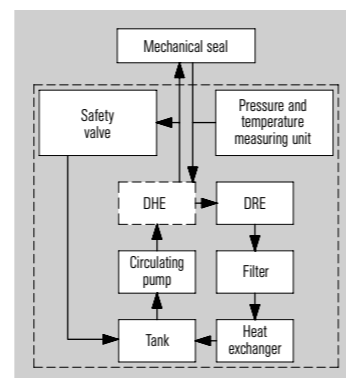 Mechanical seal
Safety
valve
Pressure and
temperature
measuring unit
DHE
DRE
Circulating
pump
Filter
Tank
Heat
exchanger